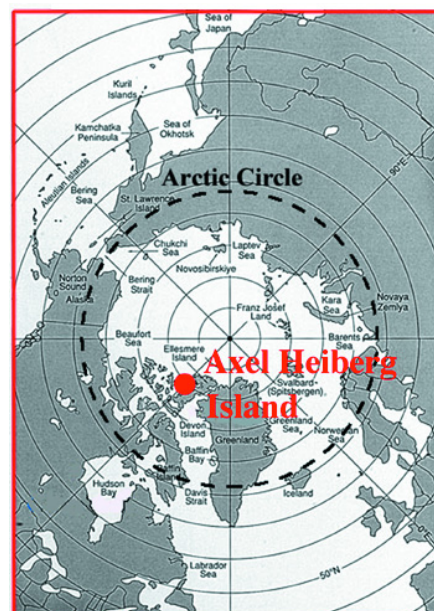 Sea of
Japan
Kuril
Islands
Sea of
Okhotsk
Kamchatka
Peninsula
Aleutian Islands
Bering
Sea
St. Lawrence
Island
Arctic Circle
90°E
Chukchi
Sea
Laptev
Sea
Norton
Sound
Alaska
Bering
Strait
Novosibirskiye
Kara
Sea
Novaya
Zemlya
Franz Josef
Land
Beaufort
Sea
Ellesmere
Island
Barents
Sea
Axel Heiberg
Island
Svalbard
(Spitsbergen)
Devon
Island
Greenland
Greenland
Sea
Norwegian
Sea
Baffin
Bay
Baffin
Island
Hudson
Bay
Davis
Strait
Iceland
Labrador
Sea
50°N